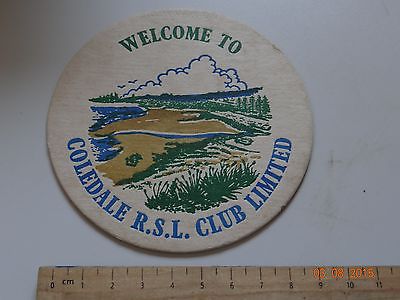 WELCOME TO
COLEDALE R.S.L. CLUB LIMITED
03 08 2015
0 cm 1 2 3 4 5 6 7 8 9 10 11